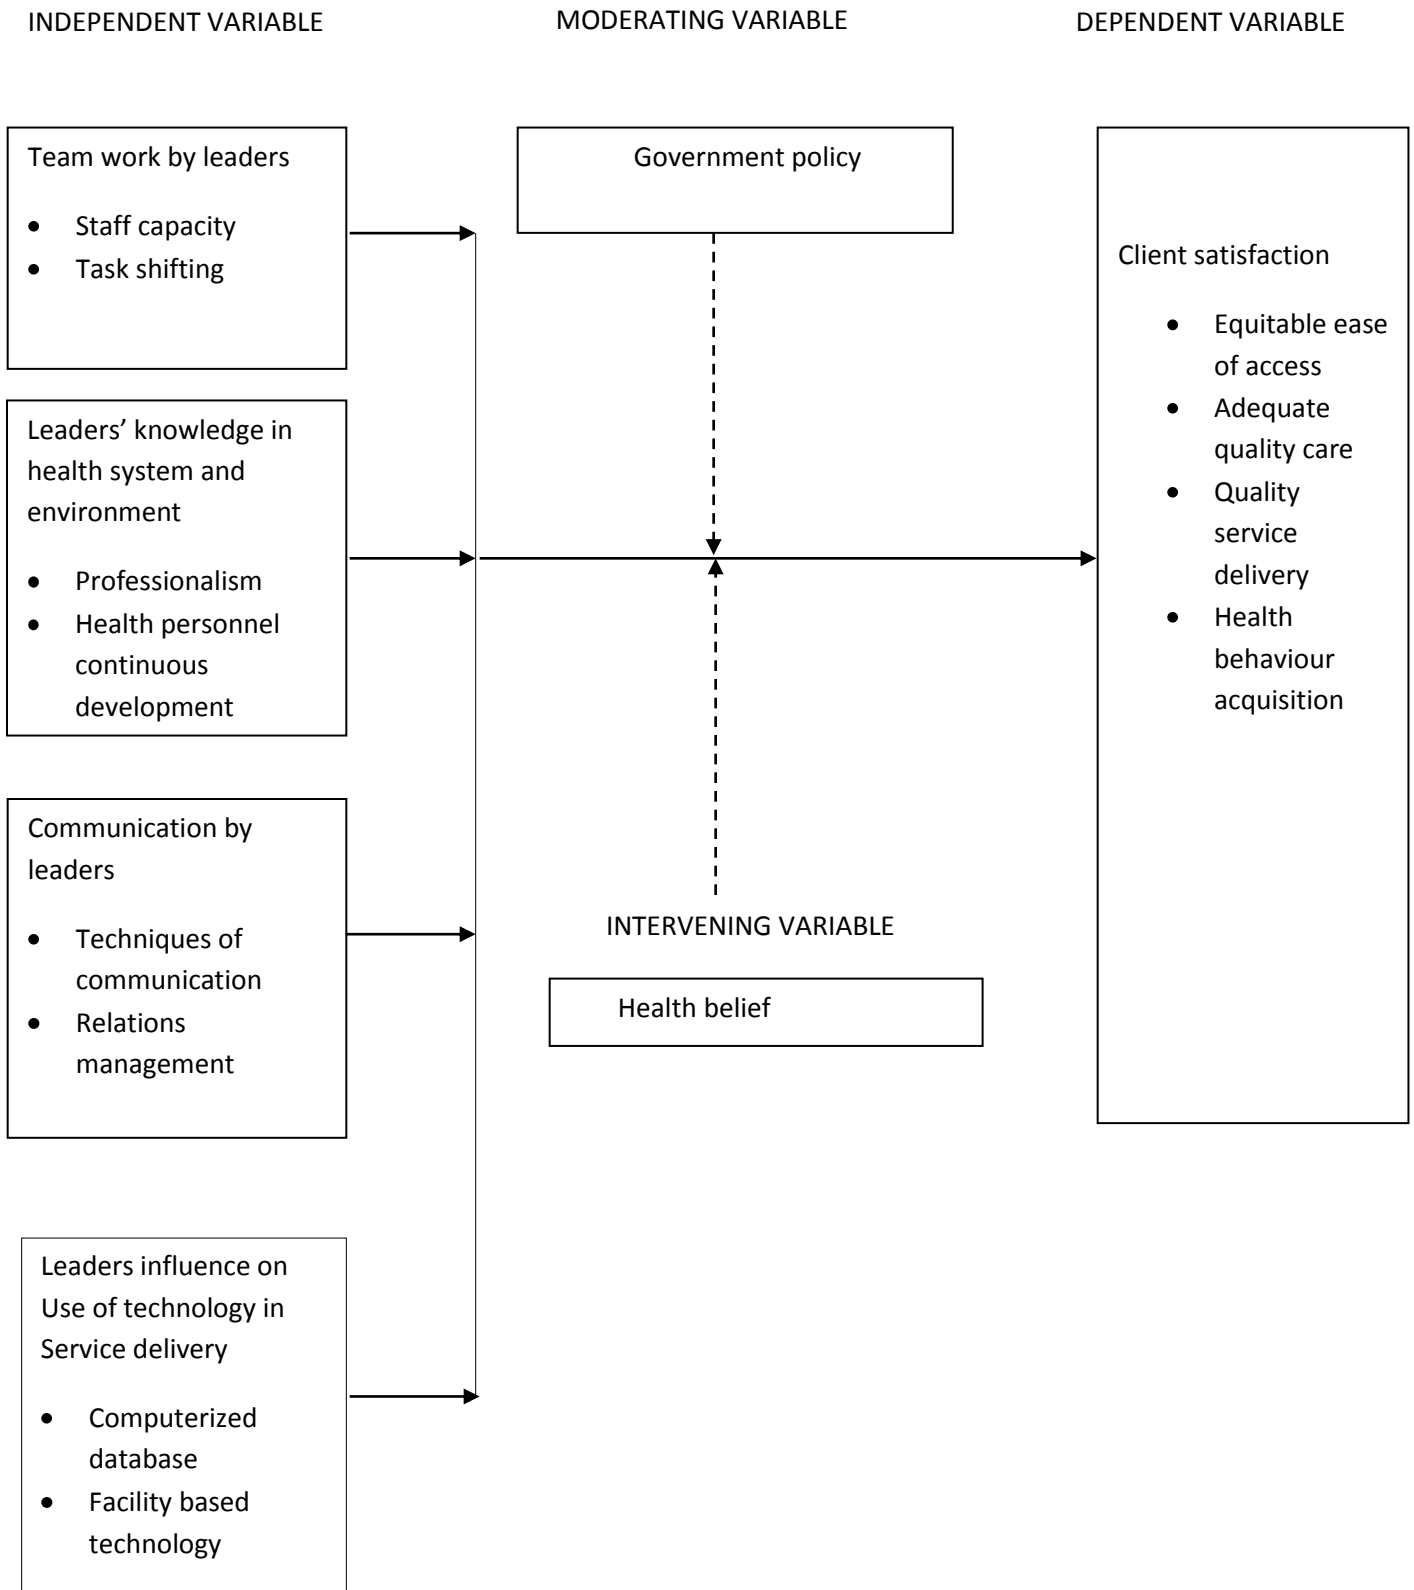 INDEPENDENT VARIABLE
MODERATING VARIABLE
DEPENDENT VARIABLE
Team work by leaders
• Staff capacity
• Task shifting
Leaders’ knowledge in
health system and
environment
• Professionalism
• Health personnel
continuous
development
Communication by
leaders
• Techniques of
communication
• Relations
management
Leaders influence on
Use of technology in
Service delivery
• Computerized
database
• Facility based
technology
Government policy
INTERVENING VARIABLE
Health belief
Client satisfaction
• Equitable ease
of access
• Adequate
quality care
• Quality
service
delivery
• Health
behaviour
acquisition